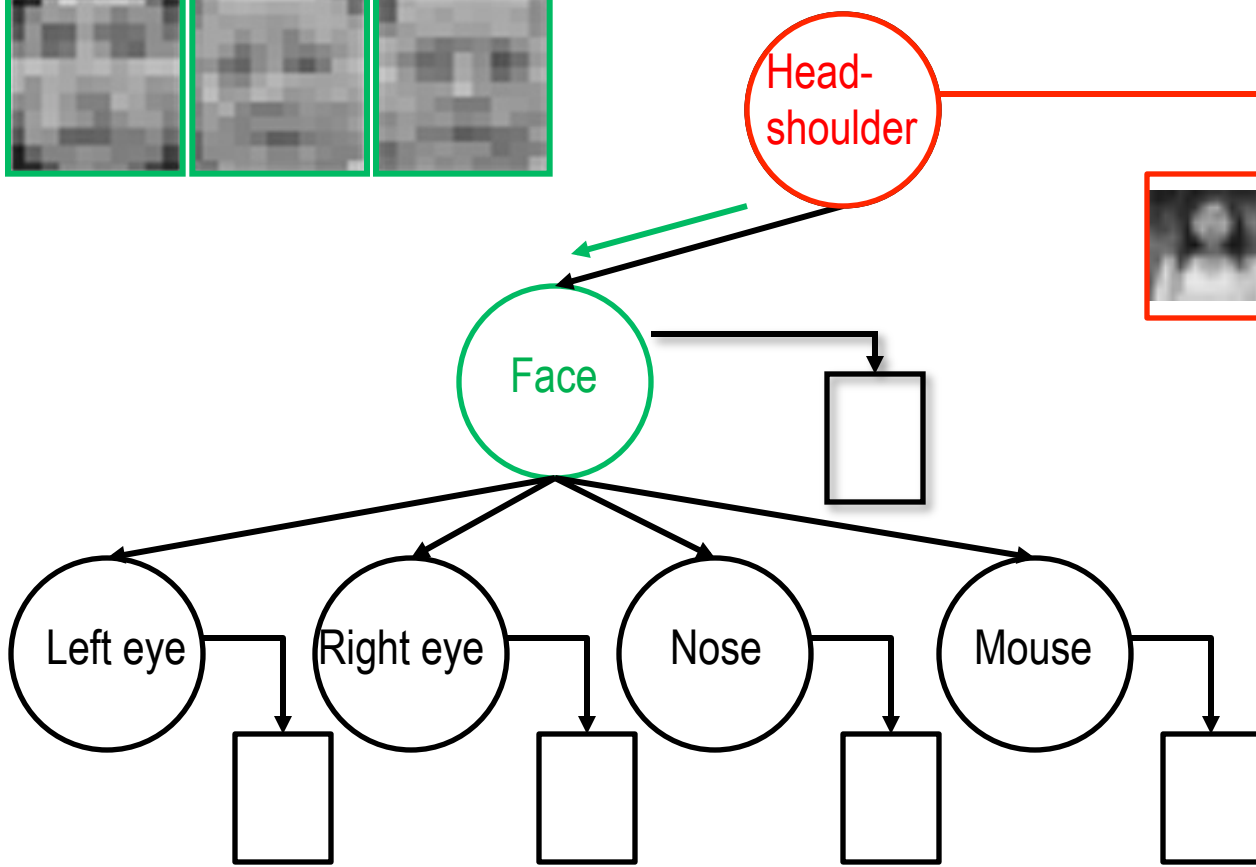 Head-
shoulder
Face
Left eye
Right eye
Nose
Mouse